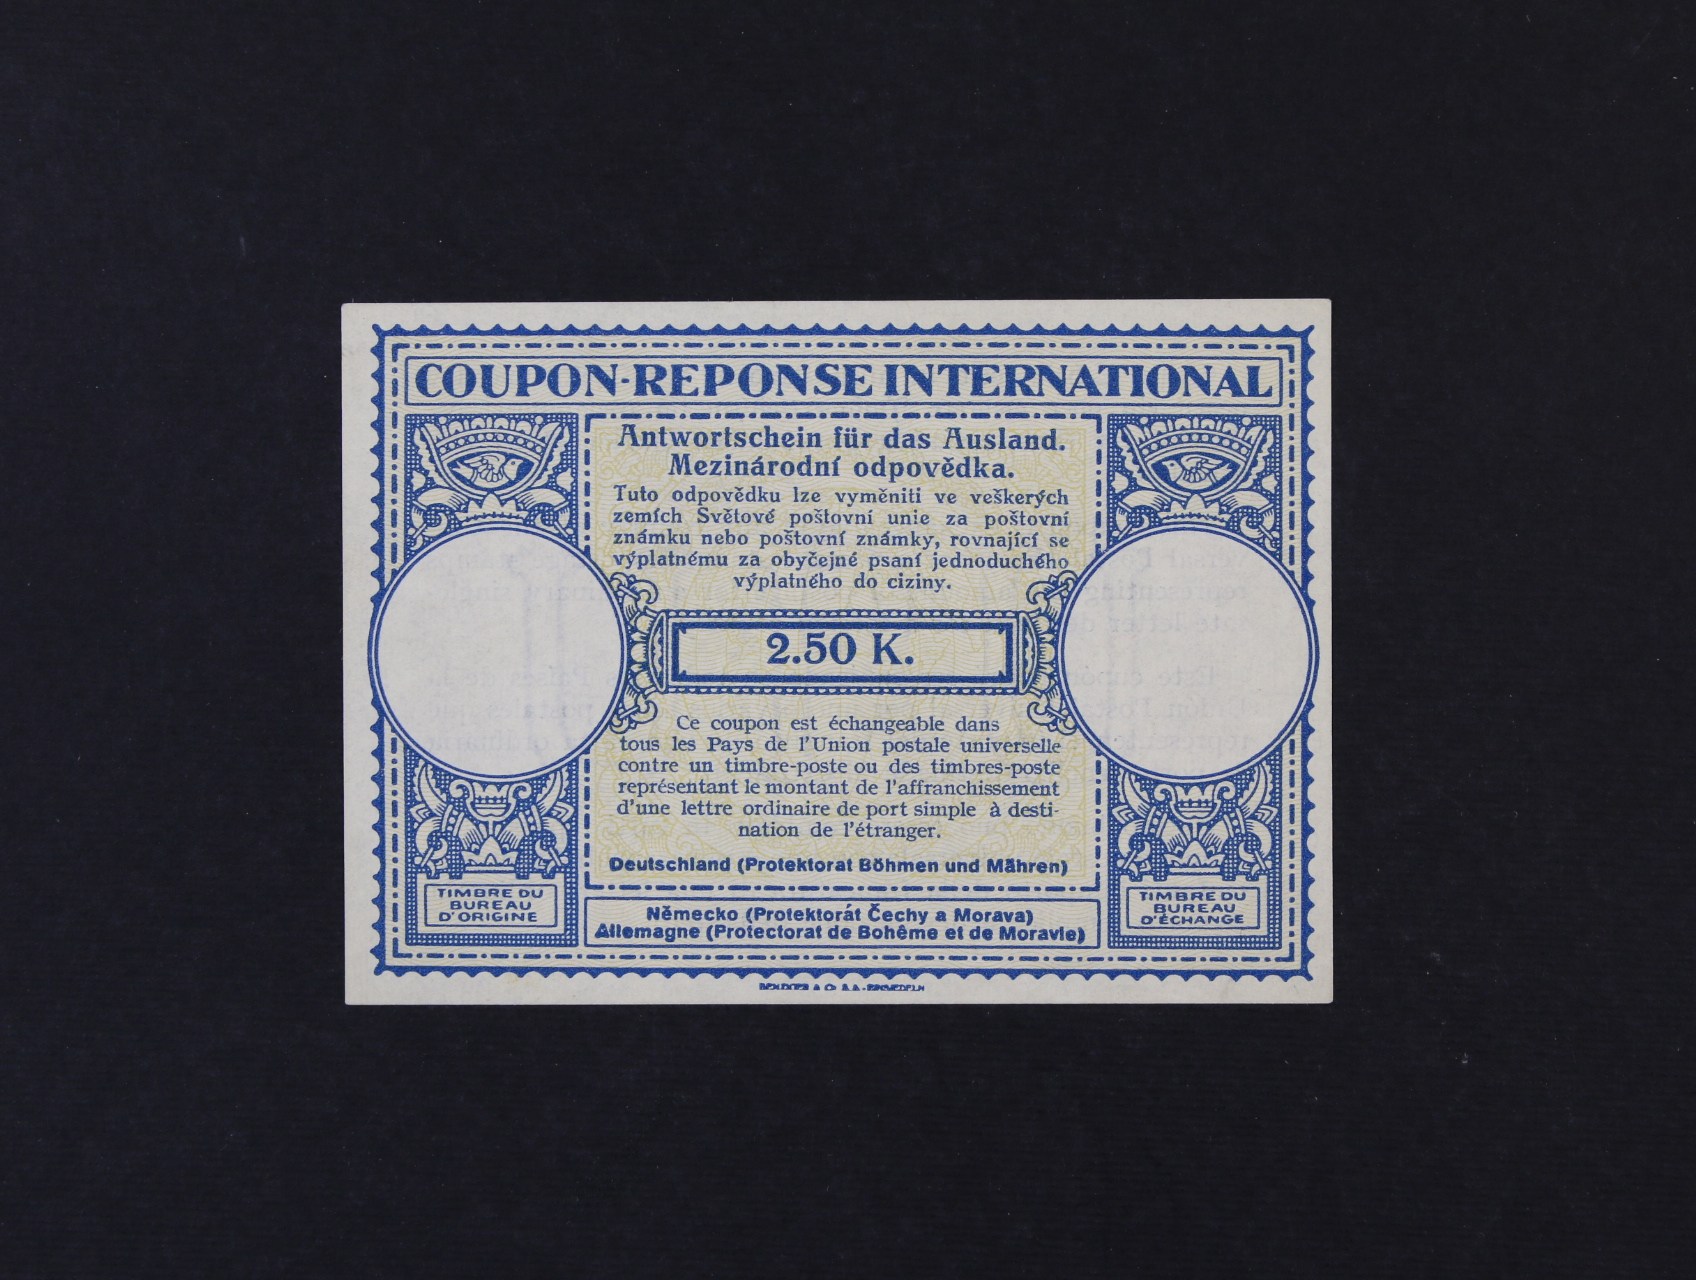 COUPON-REPONSE INTERNATIONAL
Antwortschein für das Ausland.
Mezinárodní odpovědka.
Tuto odpovědku lze vyměniti ve veškerých
zemích Světové poštovní unie za poštovní
známku nebo poštovní známky, rovnající se
výplatnému za obyčejné psaní jednoduchého
výplatného do ciziny.
2.50 K.
Ce coupon est échangeable dans
tous les Pays de l'Union postale universelle
contre un timbre-poste ou des timbres-poste
représentant le montant de l'affranchissement
d'une lettre ordinaire de port simple à desti-
nation de l'étranger.
Deutschland (Protektorat Böhmen und Mähren)
Německo (Protektorát Čechy a Morava)
Allemagne (Protectorat de Bohême et de Moravie)
TIMBRE DU
BUREAU
D'ORIGINE
TIMBRE DU
BUREAU
D'ÉCHANGE